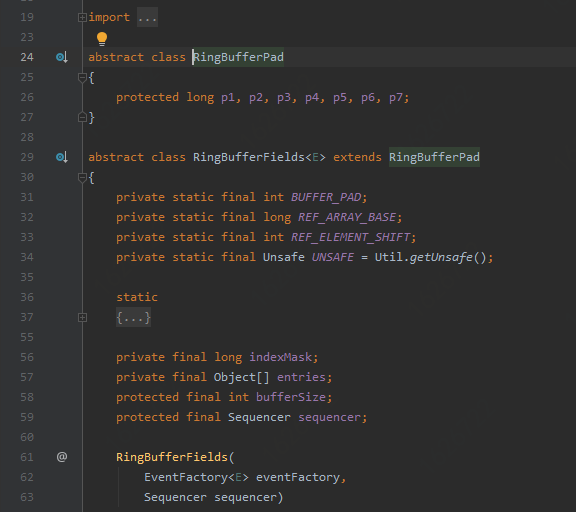 19 import ...
23
24 abstract class RingBufferPad
25 {
26 protected long p1, p2, p3, p4, p5, p6, p7;
27 }
28
29 abstract class RingBufferFields<E> extends RingBufferPad
30 {
31 private static final int BUFFER_PAD;
32 private static final long REF_ARRAY_BASE;
33 private static final int REF_ELEMENT_SHIFT;
34 private static final Unsafe UNSAFE = Util.getUnsafe();
35
36 static
37 {...}
55
56 private final long indexMask;
57 private final Object[] entries;
58 protected final int bufferSize;
59 protected final Sequencer sequencer;
60
61 @ RingBufferFields(
62 EventFactory<E> eventFactory,
63 Sequencer sequencer)